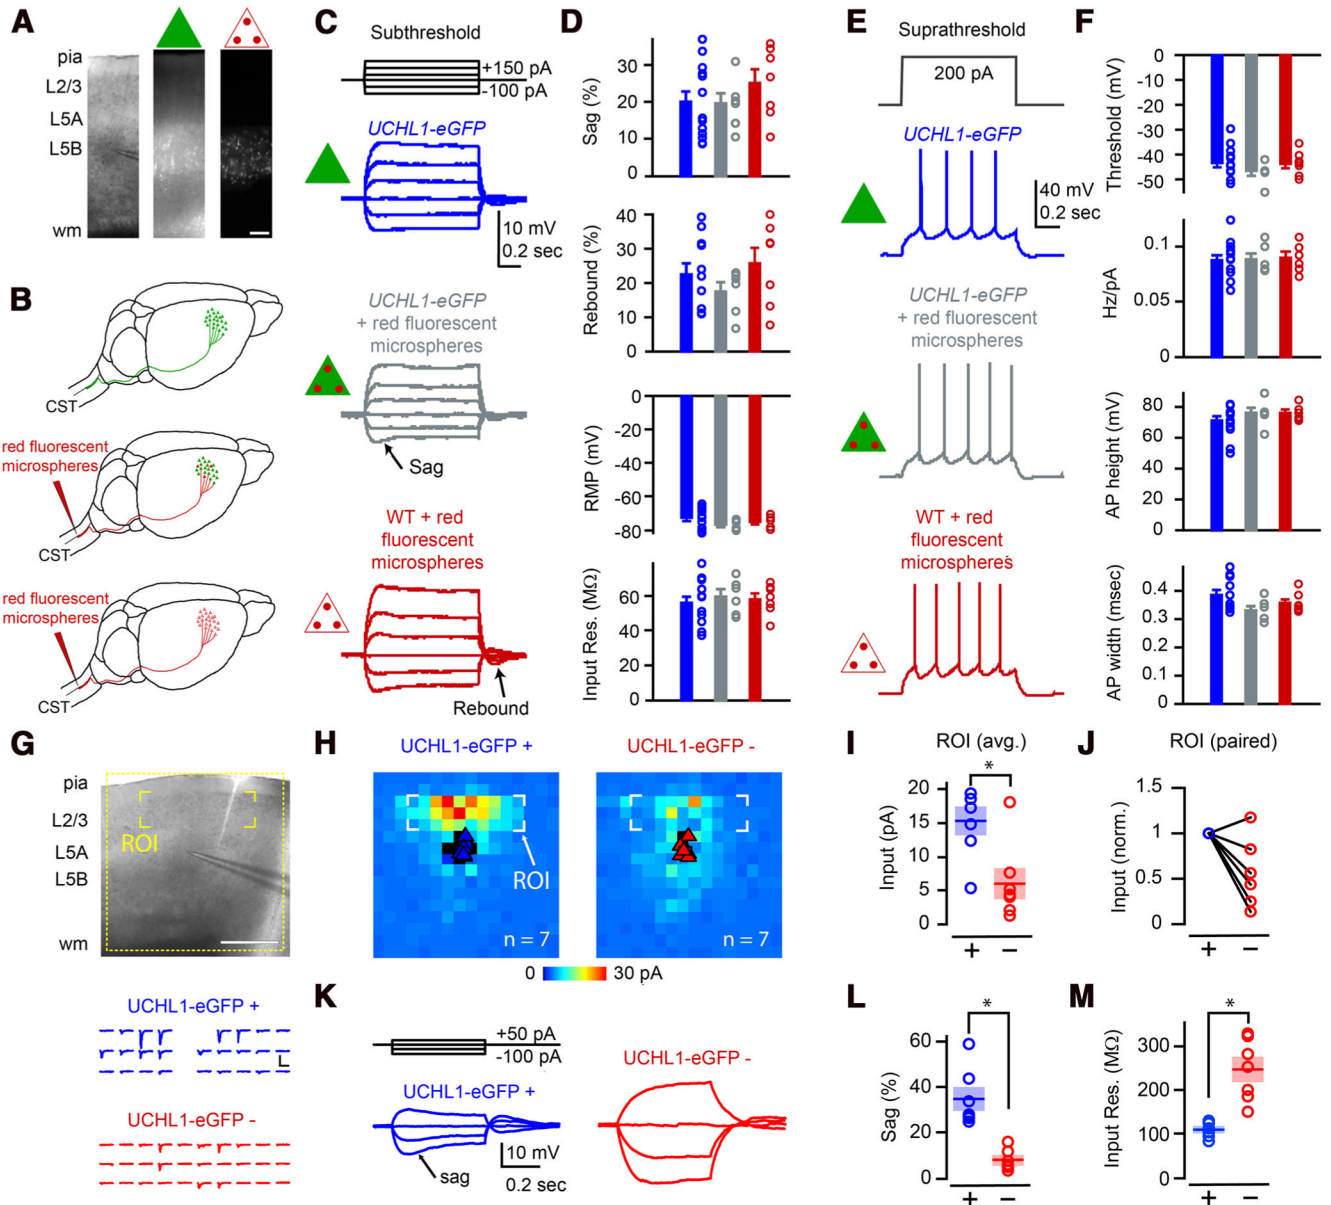 A
pia
L2/3
L5A
L5B
wm
B
CST
red fluorescent
microspheres
CST
red fluorescent
microspheres
CST
C
Subthreshold
+150 pA
-100 pA
UCHL1-eGFP
10 mV
0.2 sec
UCHL1-eGFP
+ red fluorescent
microspheres
Sag
WT + red
fluorescent
microspheres
Rebound
D
Sag (%)
30
20
10
0
Rebound (%)
40
30
20
10
0
RMP (mV)
0
-20
-40
-60
-80
Input Res. (MΩ)
60
40
20
0
E
Suprathreshold
200 pA
UCHL1-eGFP
40 mV
0.2 sec
UCHL1-eGFP
+ red fluorescent
microspheres
WT + red
fluorescent
microspheres
F
Threshold (mV)
0
-10
-20
-30
-40
-50
Hz/pA
0.1
0.05
0
AP height (mV)
80
60
40
20
0
AP width (msec)
0.4
0.3
0.2
0.1
0
G
pia
L2/3
L5A
L5B
wm
ROI
UCHL1-eGFP +
UCHL1-eGFP -
H
UCHL1-eGFP +
UCHL1-eGFP -
ROI
n = 7
n = 7
0
30 pA
I
ROI (avg.)
*
Input (pA)
20
15
10
5
0
+ −
J
ROI (paired)
Input (norm.)
1.5
1
0.5
0
+ −
K
+50 pA
-100 pA
UCHL1-eGFP +
sag
10 mV
0.2 sec
UCHL1-eGFP -
L
*
Sag (%)
60
40
20
0
+ −
M
*
Input Res. (MΩ)
300
200
100
0
+ −